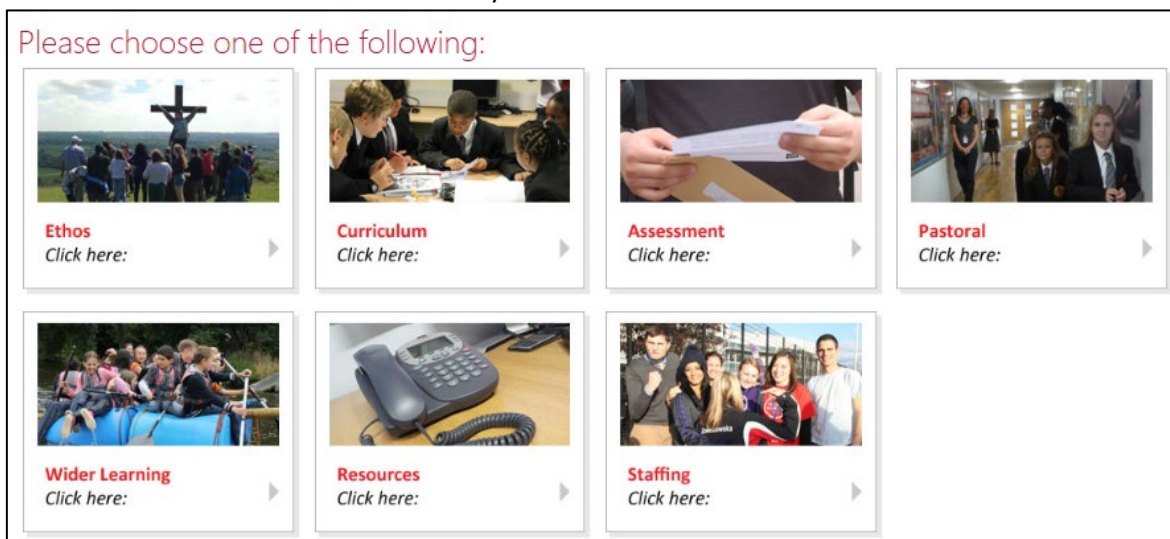 Please choose one of the following:
Ethos
Click here:
Curriculum
Click here:
Assessment
Click here:
Pastoral
Click here:
Wider Learning
Click here:
Resources
Click here:
Staffing
Click here: